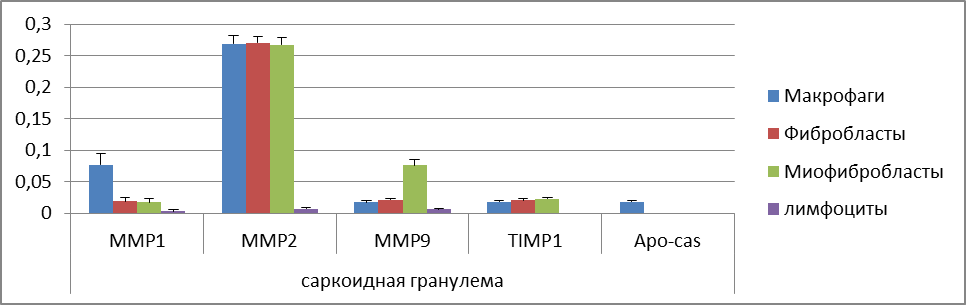 0,3
0,25
0,2
0,15
0,1
0,05
0
MMP1 MMP2 MMP9 TIMP1 Apo-cas
саркоидная гранулема
Макрофаги
Фибробласты
Миофибробласты
лимфоциты